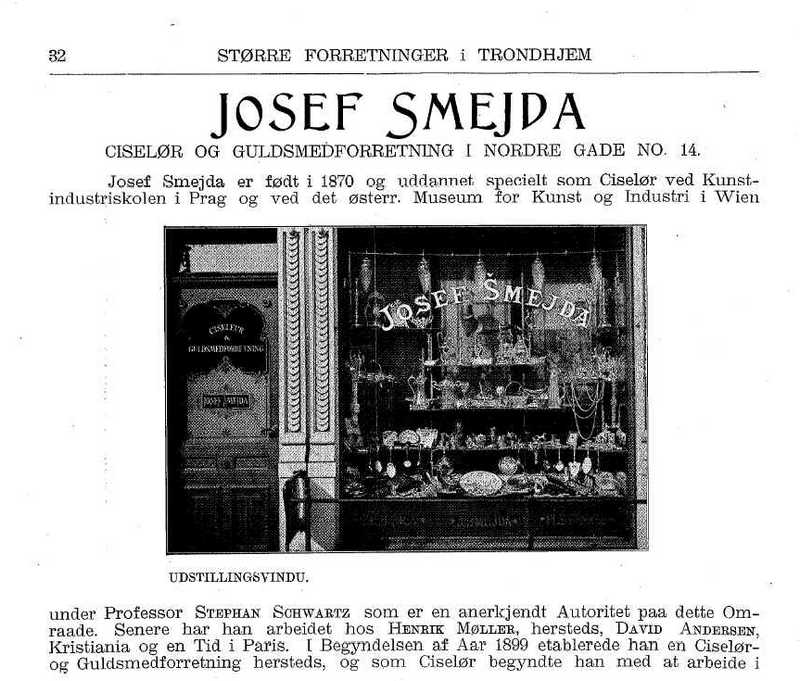 32
STØRRE FORRETNINGER i TRONDHJEM
JOSEF SMEJDA
CISELØR OG GULDSMEDFORRETNING I NORDRE GADE NO. 14.
Josef Smejda er født i 1870 og uddannet specielt som Ciselør ved Kunst-
industriskolen i Prag og ved det østerr. Museum for Kunst og Industri i Wien
JOSEF ŠMEJDA
CISELEUR
&
GULDSMEDFORRETNING
JOSEF SMEJDA
UDSTILLINGSVINDU.
under Professor STEPHAN SCHWARTZ som er en anerkjendt Autoritet paa dette Om-
raade. Senere har han arbeidet hos HENRIK MØLLER, hersteds, DAVID ANDERSEN,
Kristiania og en Tid i Paris. I Begyndelsen af Aar 1899 etablerede han en Ciselør-
og Guldsmedforretning hersteds, og som Ciselør begyndte han med at arbeide i